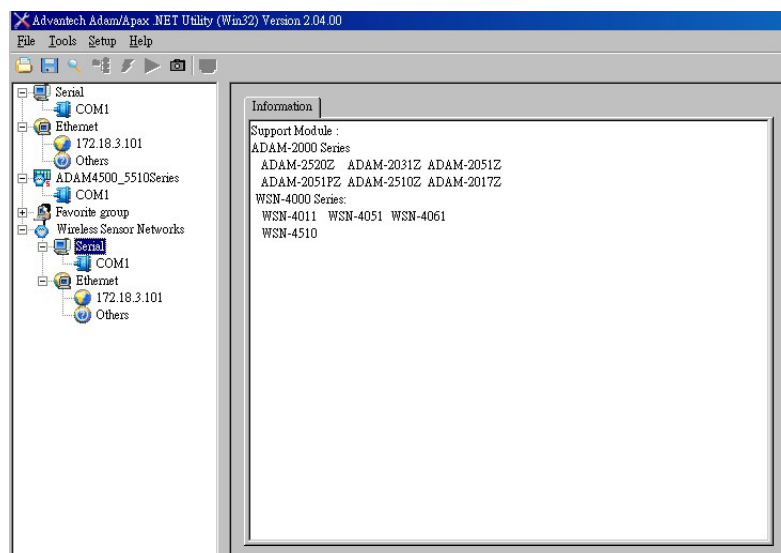 Advantech Adam/Apax .NET Utility (Win32) Version 2.04.00
File Tools Setup Help
Serial
COM1
Ethernet
172.18.3.101
Others
ADAM4500_5510Series
COM1
Favorite group
Wireless Sensor Networks
Serial
COM1
Ethernet
172.18.3.101
Others
Information
Support Module :
ADAM-2000 Series
ADAM-2520Z ADAM-2031Z ADAM-2051Z
ADAM-2051PZ ADAM-2510Z ADAM-2017Z
WSN-4000 Series:
WSN-4011 WSN-4051 WSN-4061
WSN-4510